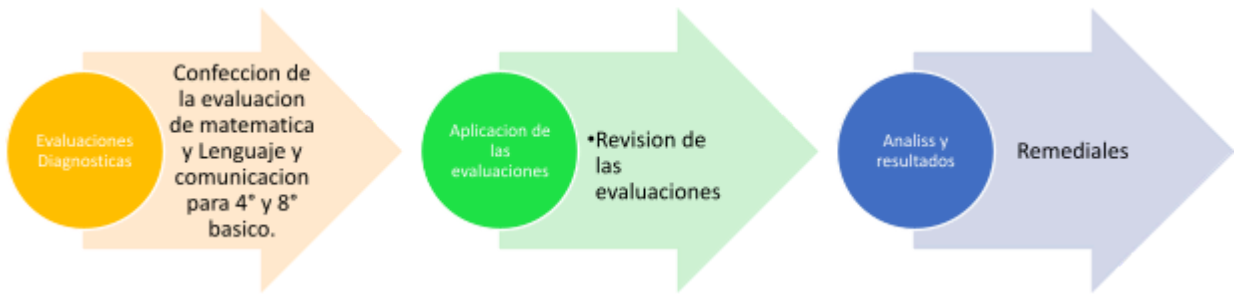 Evaluaciones
Diagnosticas
Confeccion de
la evaluacion
de matematica
y Lenguaje y
comunicacion
para 4° y 8°
basico.
Aplicacion de
las
evaluaciones
•Revision de
las
evaluaciones
Analiss y
resultados
Remediales